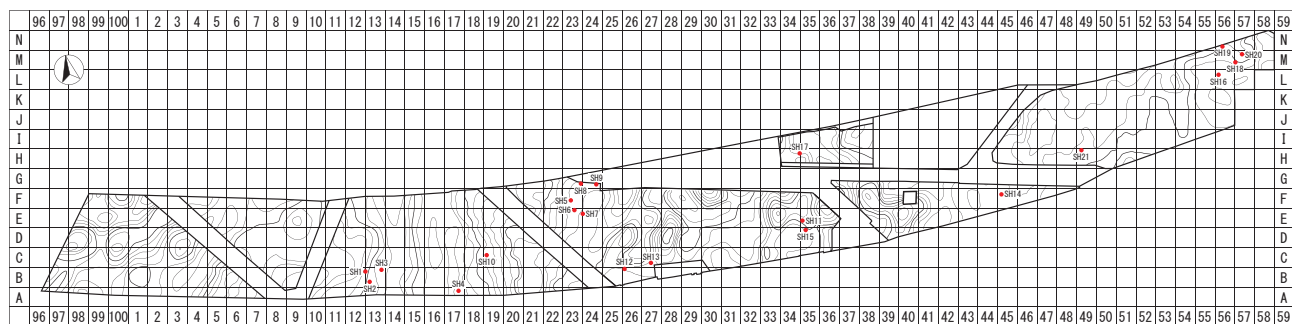 96 97 98 99 100 1 2 3 4 5 6 7 8 9 10 11 12 13 14 15 16 17 18 19 20 21 22 23 24 25 26 27 28 29 30 31 32 33 34 35 36 37 38 39 40 41 42 43 44 45 46 47 48 49 50 51 52 53 54 55 56 57 58 59
N N
SH19
M SH20 M
SH18
L SH16 L
K K
J J
I I
SH17 SH21
H H
G SH9 G
SH8
F SH5 SH14 F
SH6 SH7
E SH11 E
D SH15 D
C SH10 C
SH3 SH12 SH13
SH1
B SH2 SH4 B
A A
96 97 98 99 100 1 2 3 4 5 6 7 8 9 10 11 12 13 14 15 16 17 18 19 20 21 22 23 24 25 26 27 28 29 30 31 32 33 34 35 36 37 38 39 40 41 42 43 44 45 46 47 48 49 50 51 52 53 54 55 56 57 58 59